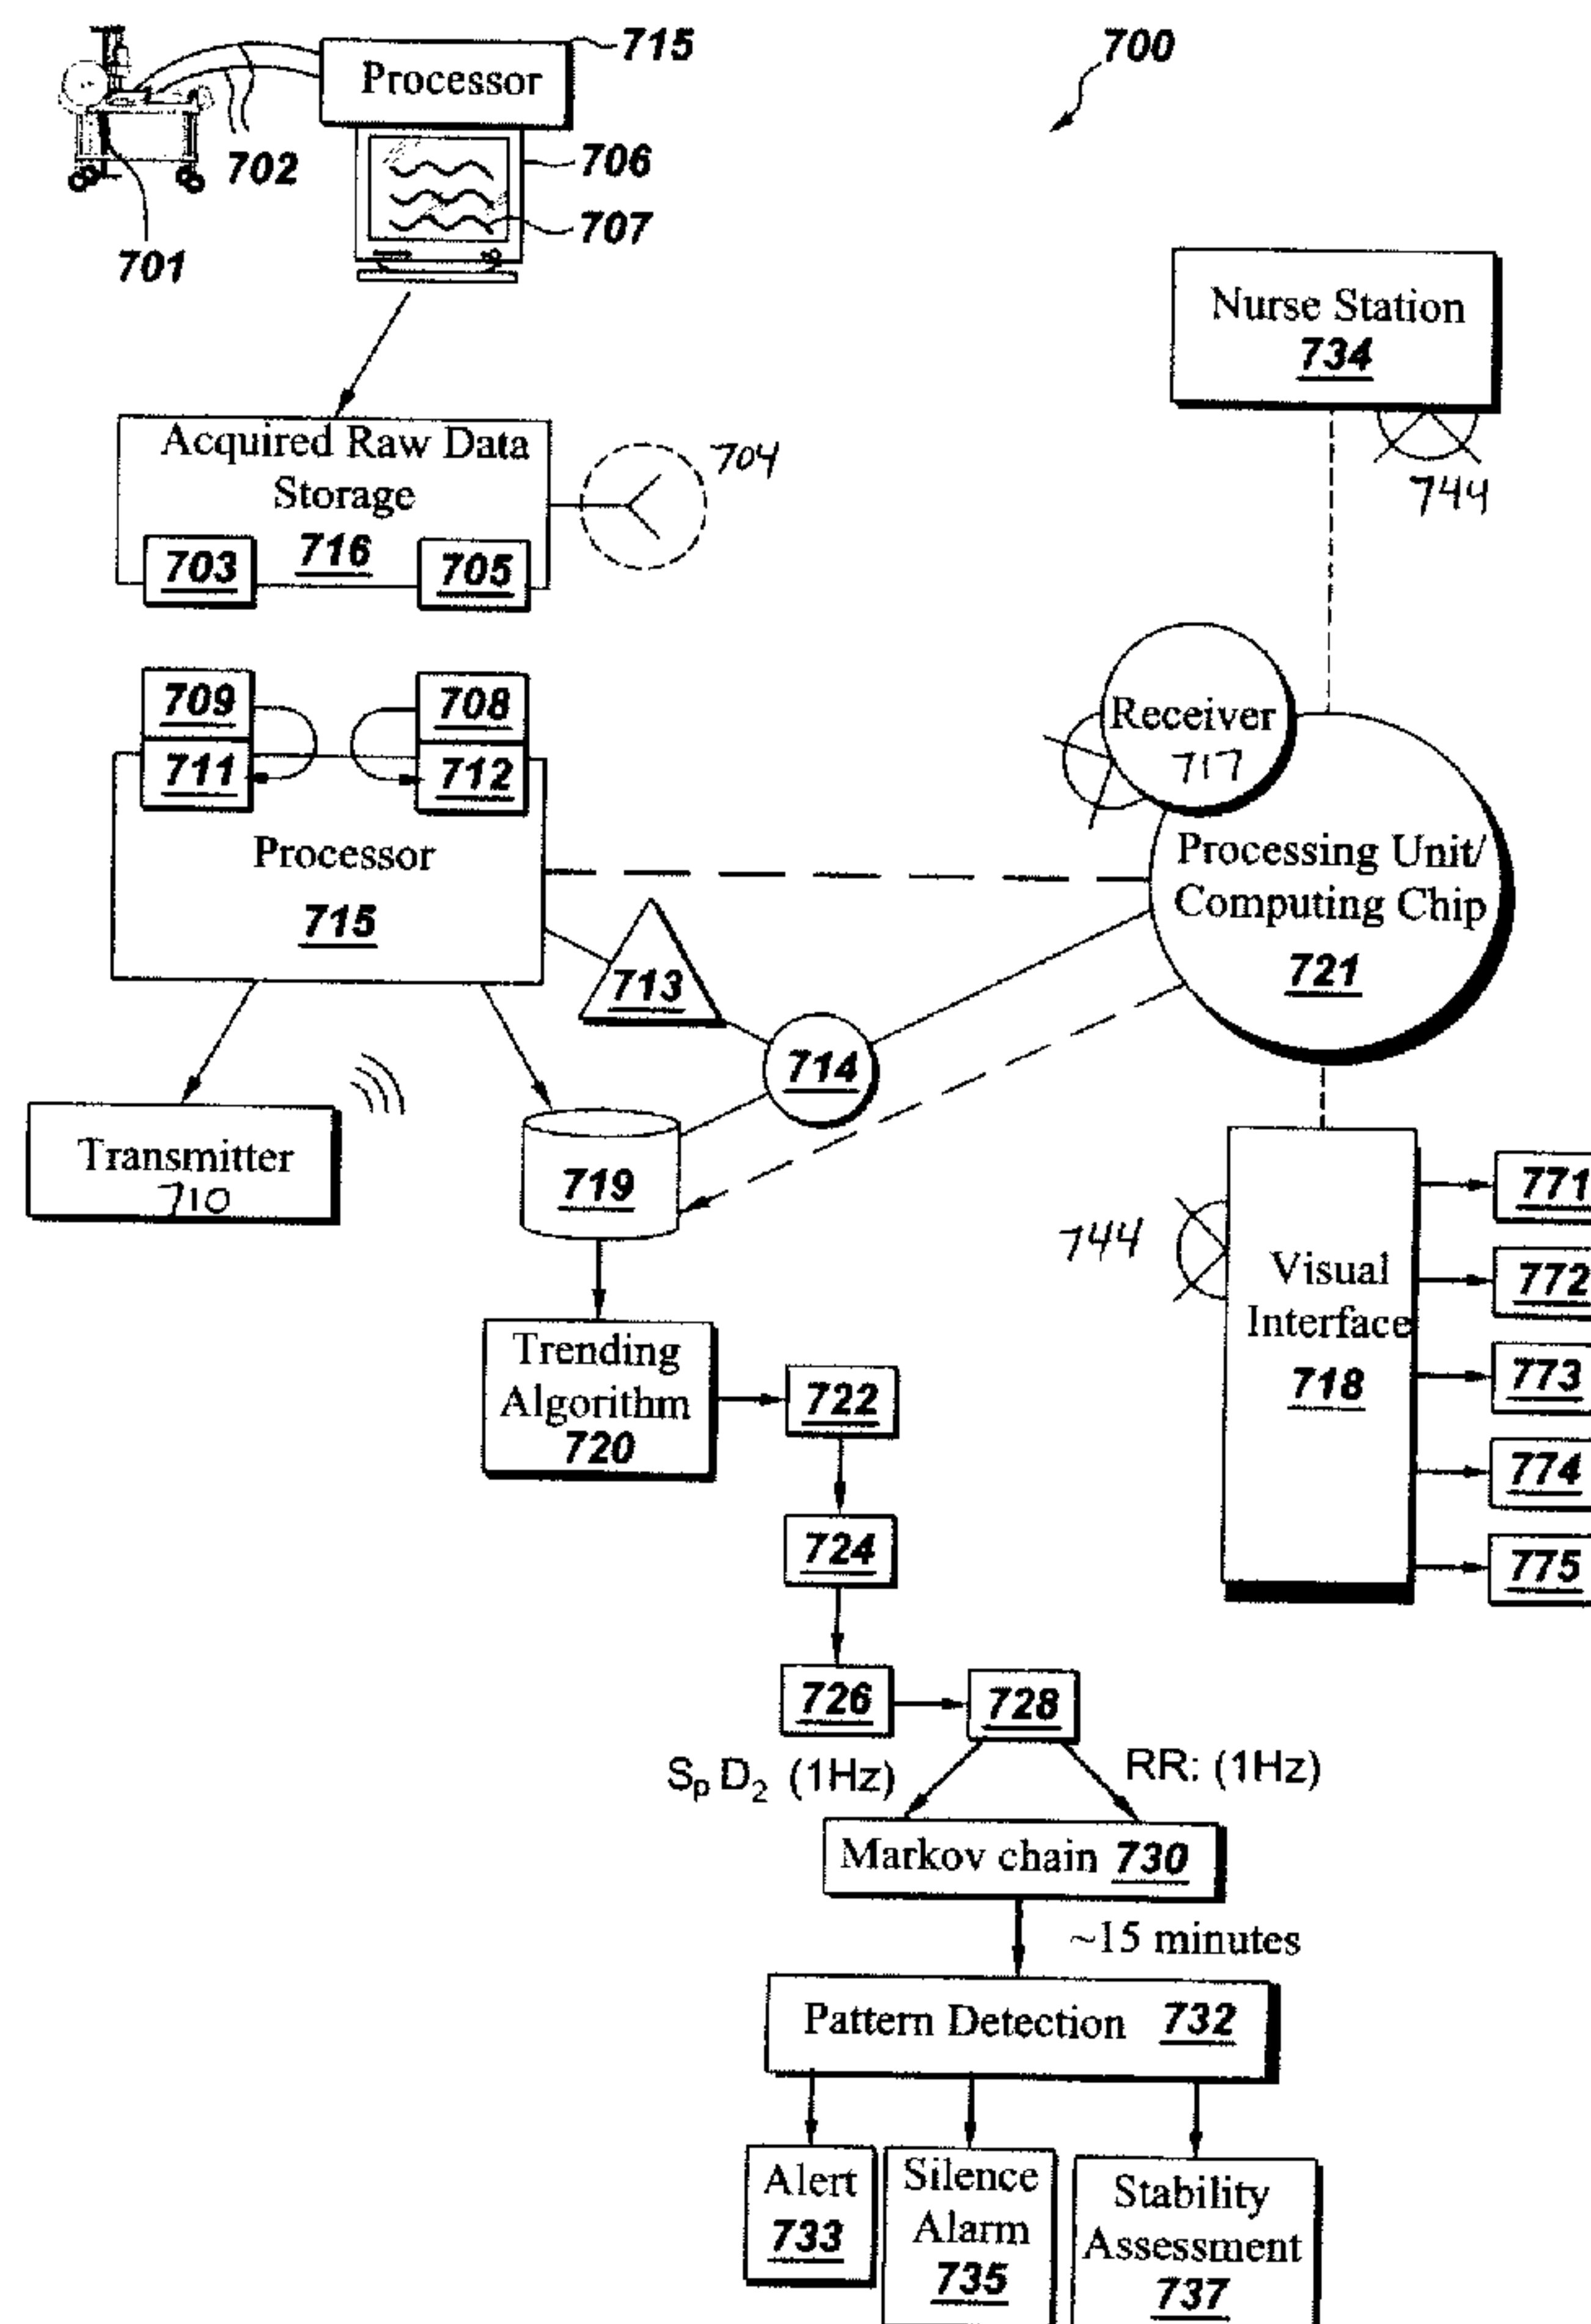 715
Processor
700
702
706
707
701
Nurse Station
734
744
Acquired Raw Data
Storage
716
703
705
704
709
708
711
712
Processor
715
Receiver
717
Processing Unit/
Computing Chip
721
713
714
Transmitter
710
719
744
Visual
Interface
718
771
772
773
774
775
Trending
Algorithm
720
722
724
726
728
Sp D2 (1Hz)
RR: (1Hz)
Markov chain 730
~15 minutes
Pattern Detection 732
Alert
733
Silence
Alarm
735
Stability
Assessment
737